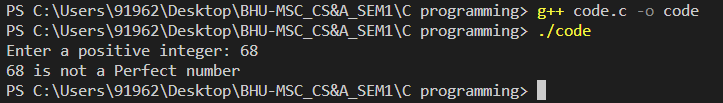 PS C:\Users\91962\Desktop\BHU-MSC_CS&A_SEM1\C programming> g++ code.c -o code
PS C:\Users\91962\Desktop\BHU-MSC_CS&A_SEM1\C programming> ./code
Enter a positive integer: 68
68 is not a Perfect number
PS C:\Users\91962\Desktop\BHU-MSC_CS&A_SEM1\C programming>